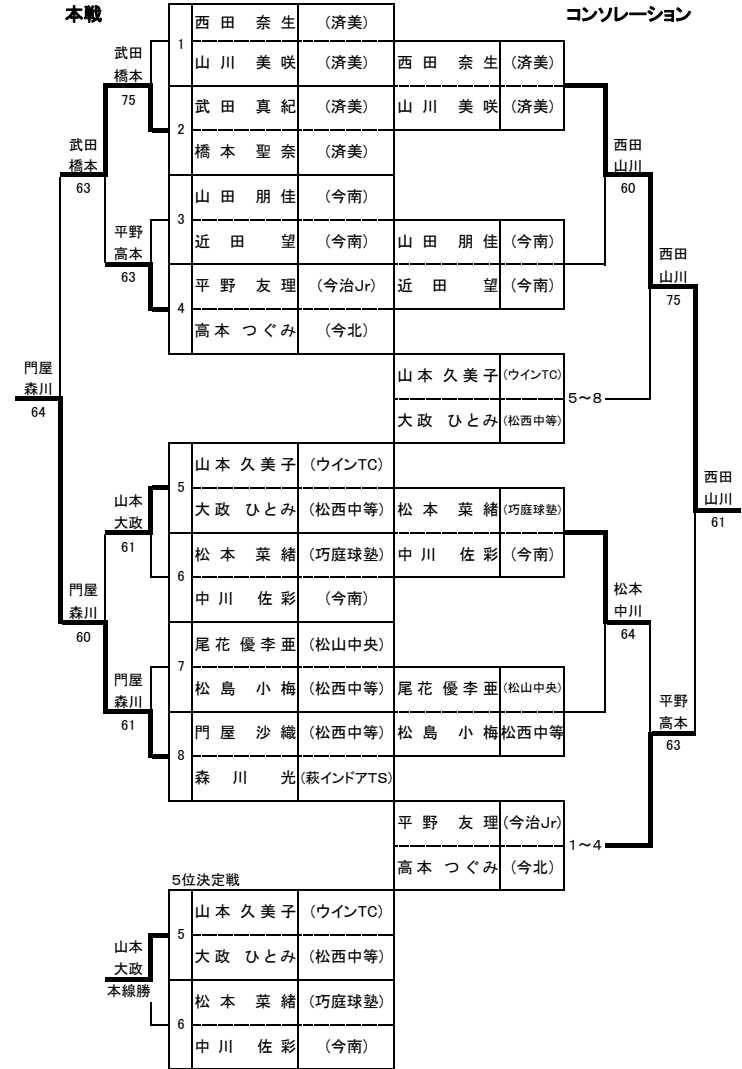 本戦
コンソレーション
1
西田 奈生 (済美)
山川 美咲 (済美)
2
武田 真紀 (済美)
橋本 聖奈 (済美)
3
山田 朋佳 (今南)
近田 望 (今南)
4
平野 友理 (今治Jr)
高本 つぐみ (今北)
5
山本 久美子 (ウインTC)
大政 ひとみ (松西中等)
6
松本 菜緒 (巧庭球塾)
中川 佐彩 (今南)
7
尾花 優李亜 (松山中央)
松島 小梅 (松西中等)
8
門屋 沙織 (松西中等)
森川 光 (萩インドアTS)
武田
橋本
75
平野
高本
63
武田
橋本
63
山本
大政
61
門屋
森川
61
門屋
森川
60
門屋
森川
64
西田 奈生 (済美)
山川 美咲 (済美)
山田 朋佳 (今南)
近田 望 (今南)
山本 久美子 (ウインTC)
大政 ひとみ (松西中等)
5～8
松本 菜緒 (巧庭球塾)
中川 佐彩 (今南)
尾花 優李亜 (松山中央)
松島 小梅 松西中等
平野 友理 (今治Jr)
高本 つぐみ (今北)
1～4
西田
山川
60
西田
山川
75
松本
中川
64
平野
高本
63
西田
山川
61
5位決定戦
5
山本 久美子 (ウインTC)
大政 ひとみ (松西中等)
6
松本 菜緒 (巧庭球塾)
中川 佐彩 (今南)
山本
大政
本線勝